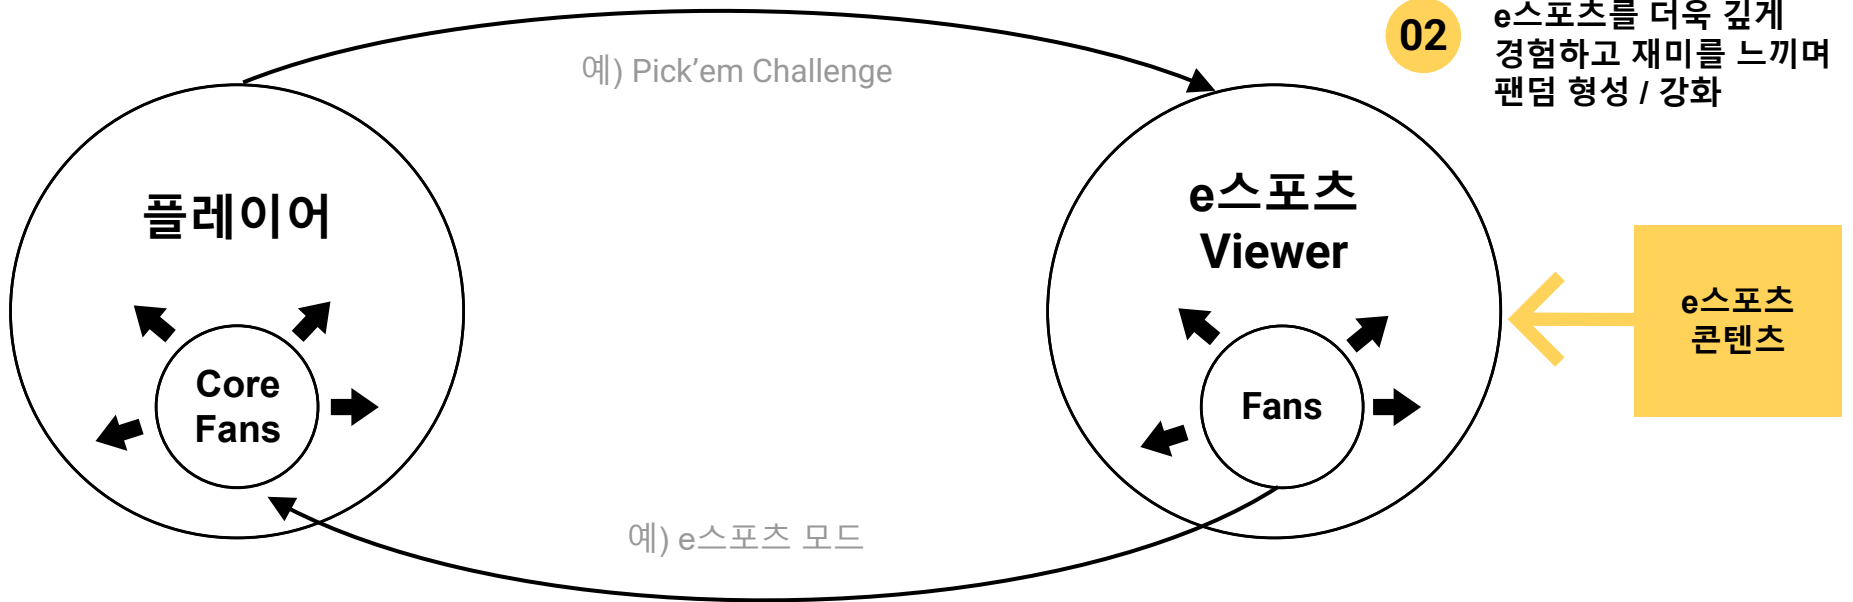 02
e스포츠를 더욱 깊게
경험하고 재미를 느끼며
팬덤 형성 / 강화
예) Pick’em Challenge
플레이어
Core
Fans
e스포츠
Viewer
Fans
e스포츠
콘텐츠
예) e스포츠 모드